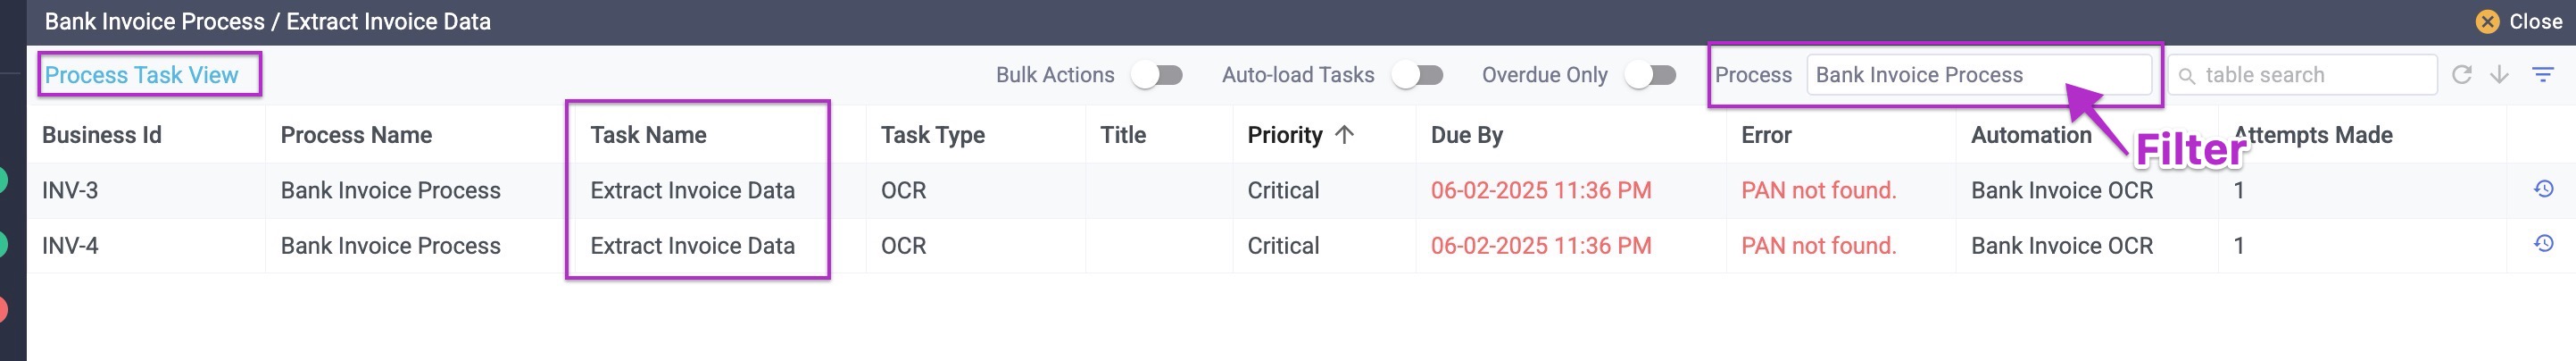 Bank Invoice Process / Extract Invoice Data Close
Process Task View Bulk Actions Auto-load Tasks Overdue Only Process Bank Invoice Process table search
Business Id Process Name Task Name Task Type Title Priority Due By Error Automation Attempts Made
Filter
INV-3 Bank Invoice Process Extract Invoice Data OCR Critical 06-02-2025 11:36 PM PAN not found. Bank Invoice OCR 1
INV-4 Bank Invoice Process Extract Invoice Data OCR Critical 06-02-2025 11:36 PM PAN not found. Bank Invoice OCR 1